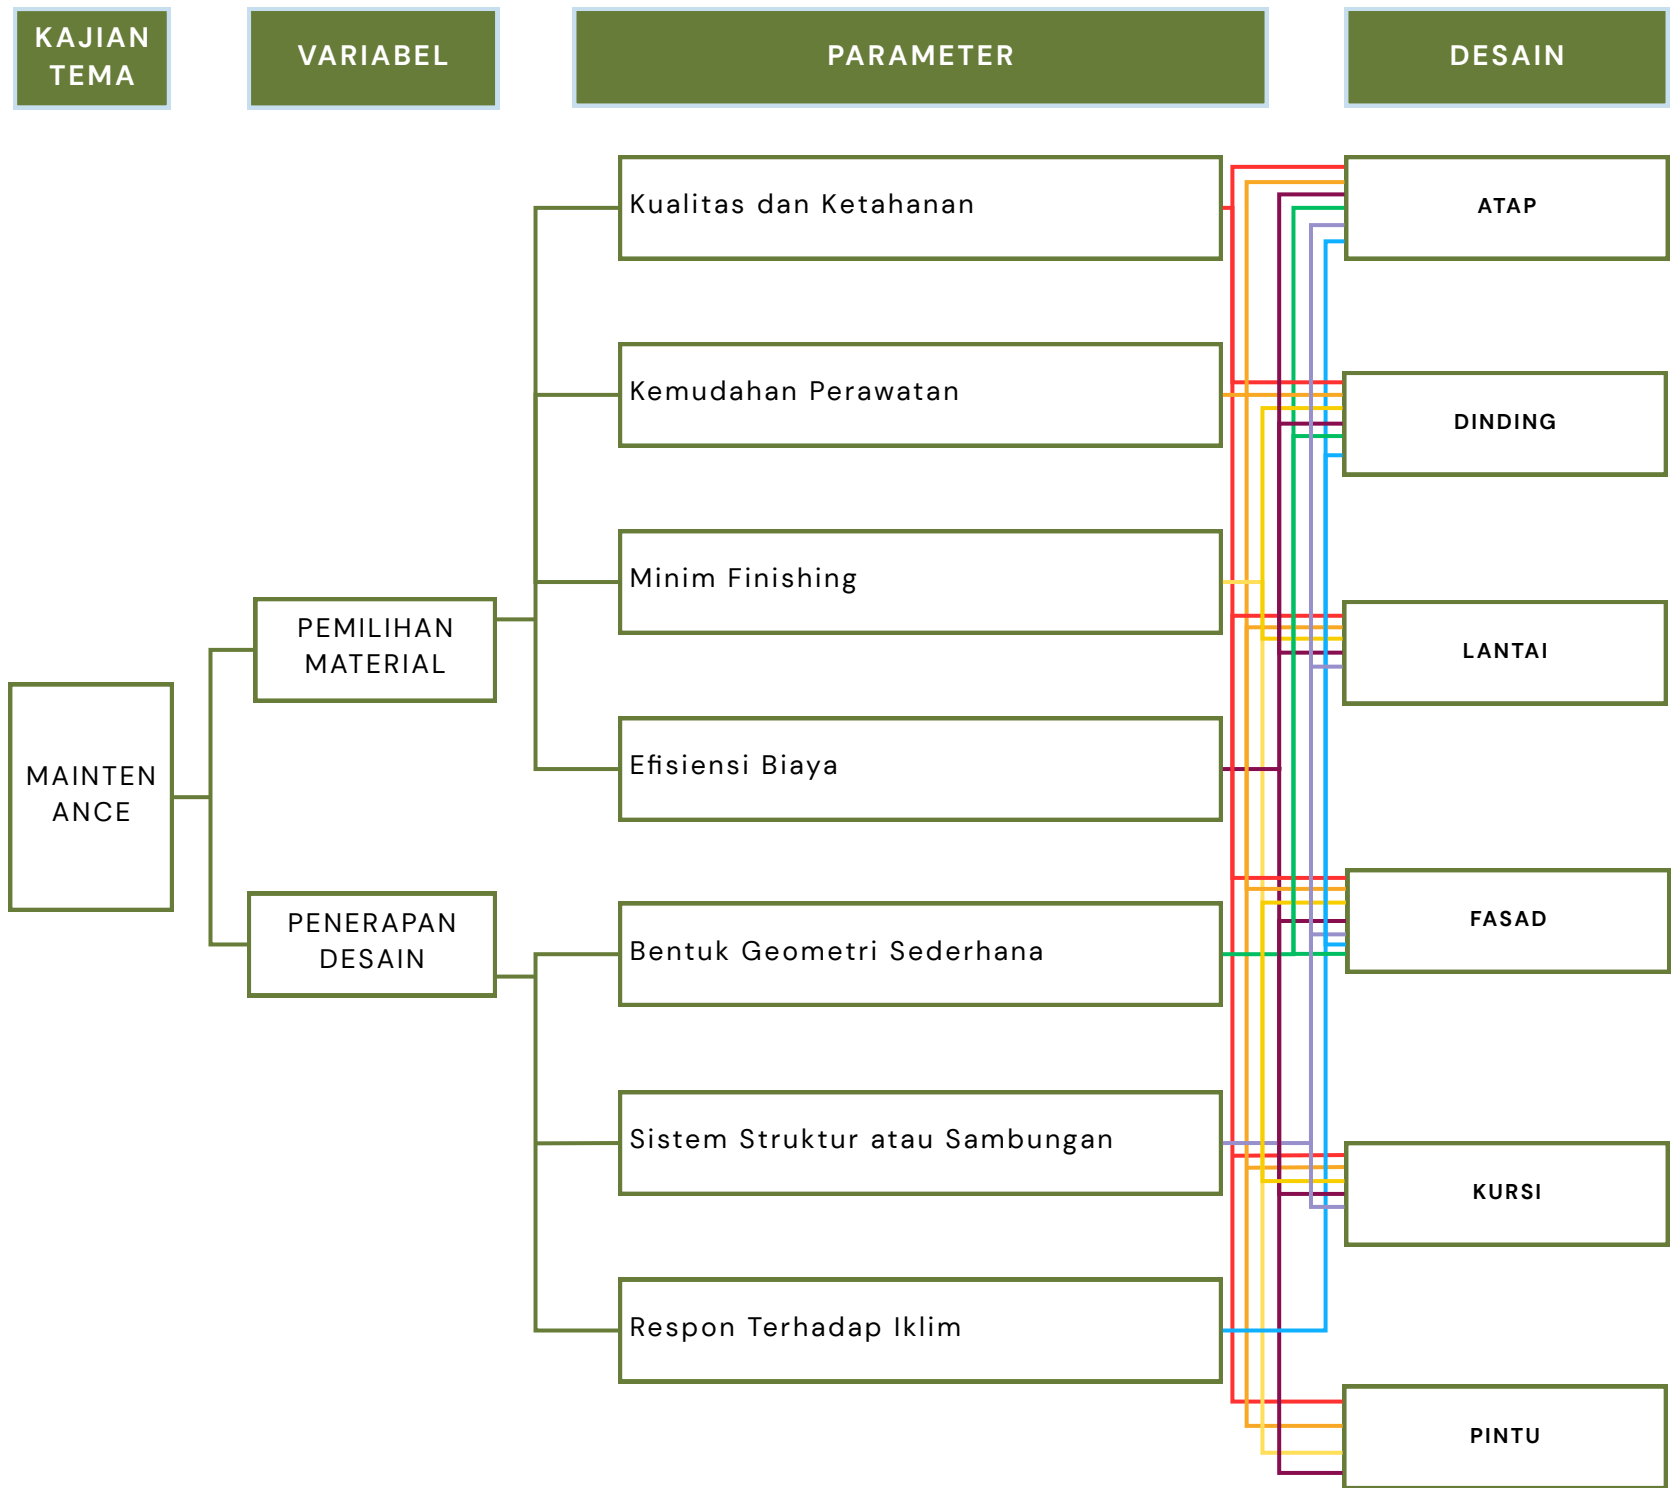 KAJIAN
TEMA
VARIABEL
PARAMETER
DESAIN
MAINTEN
ANCE
PEMILIHAN
MATERIAL
PENERAPAN
DESAIN
Kualitas dan Ketahanan
Kemudahan Perawatan
Minim Finishing
Efisiensi Biaya
Bentuk Geometri Sederhana
Sistem Struktur atau Sambungan
Respon Terhadap Iklim
ATAP
DINDING
LANTAI
FASAD
KURSI
PINTU